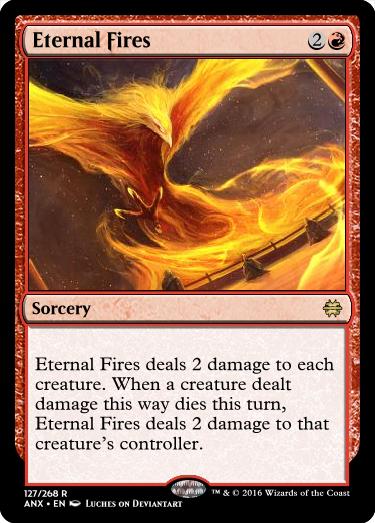 Eternal Fires 2
Sorcery
Eternal Fires deals 2 damage to each
creature. When a creature dealt
damage this way dies this turn,
Eternal Fires deals 2 damage to that
creature's controller.
127/268 R
ANX • EN Luches on Deviantart
™ & © 2016 Wizards of the Coast